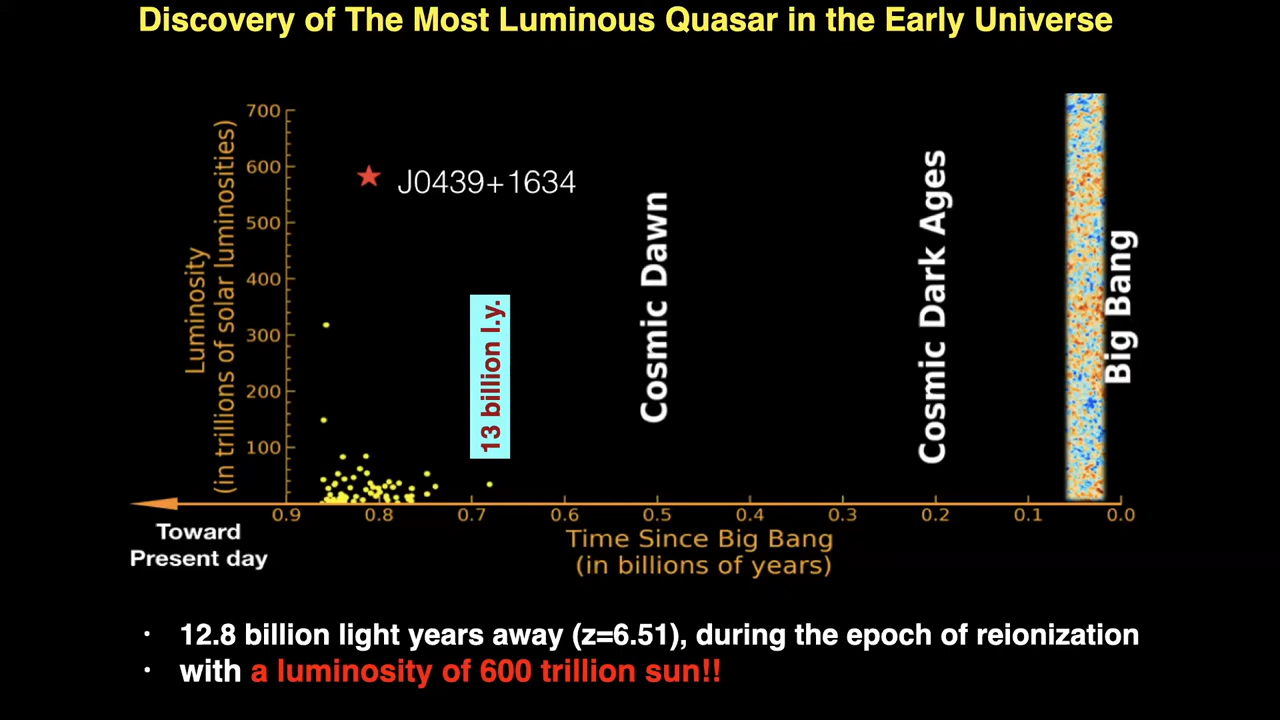 Discovery of The Most Luminous Quasar in the Early Universe
Luminosity
(in trillions of solar luminosities)
700
600
500
400
300
200
100
J0439+1634
13 billion l.y.
Cosmic Dawn
Cosmic Dark Ages
Big Bang
0.9
0.8
0.7
0.6
0.5
0.4
0.3
0.2
0.1
0.0
Toward
Present day
Time Since Big Bang
(in billions of years)
· 12.8 billion light years away (z=6.51), during the epoch of reionization
· with a luminosity of 600 trillion sun!!